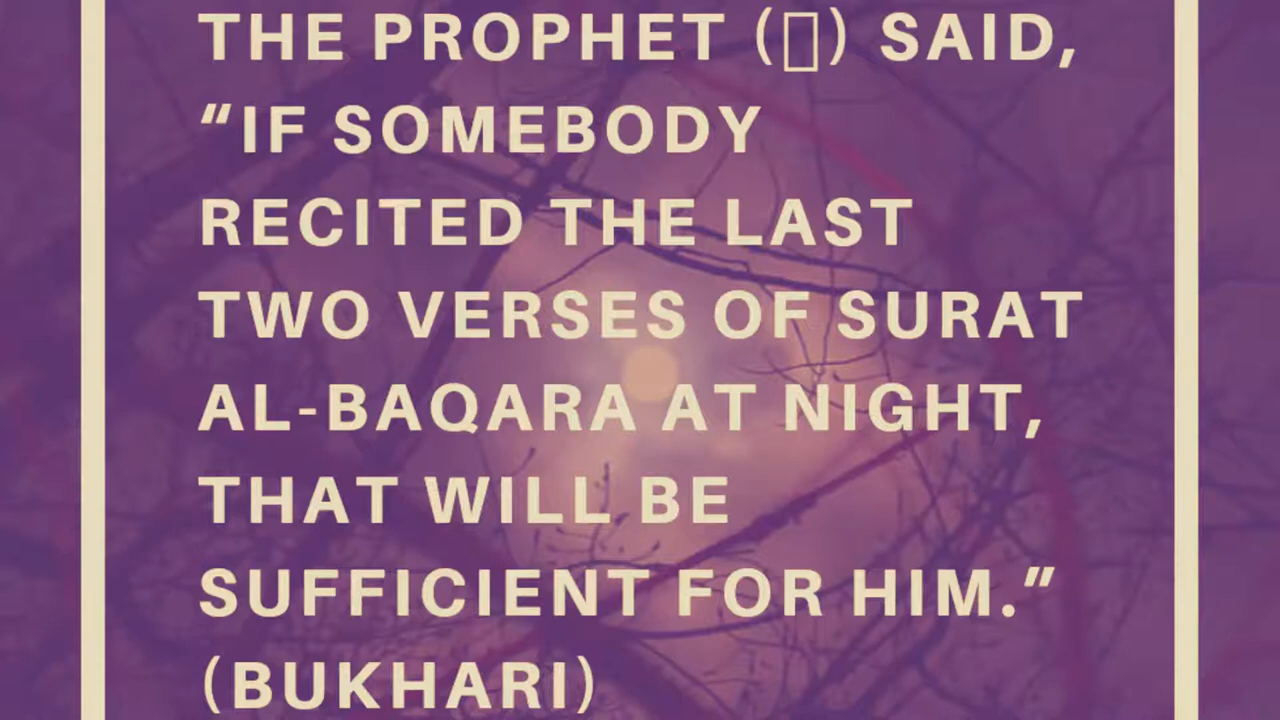 THE PROPHET (▯) SAID,
“IF SOMEBODY
RECITED THE LAST
TWO VERSES OF SURAT
AL-BAQARA AT NIGHT,
THAT WILL BE
SUFFICIENT FOR HIM.”
(BUKHARI)